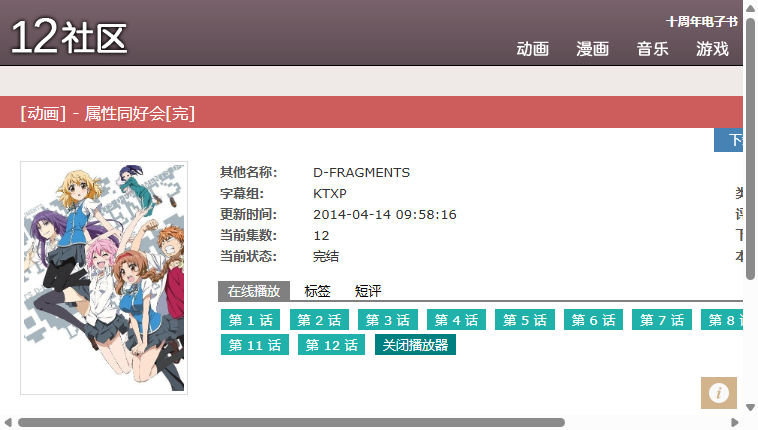 12社区
十周年电子书
动画 漫画 音乐 游戏
[动画] - 属性同好会[完]
下
其他名称: D-FRAGMENTS
字幕组: KTXP
更新时间: 2014-04-14 09:58:16
当前集数: 12
当前状态: 完结
在线播放 标签 短评
第 1 话 第 2 话 第 3 话 第 4 话 第 5 话 第 6 话 第 7 话 第 8
第 11 话 第 12 话 关闭播放器